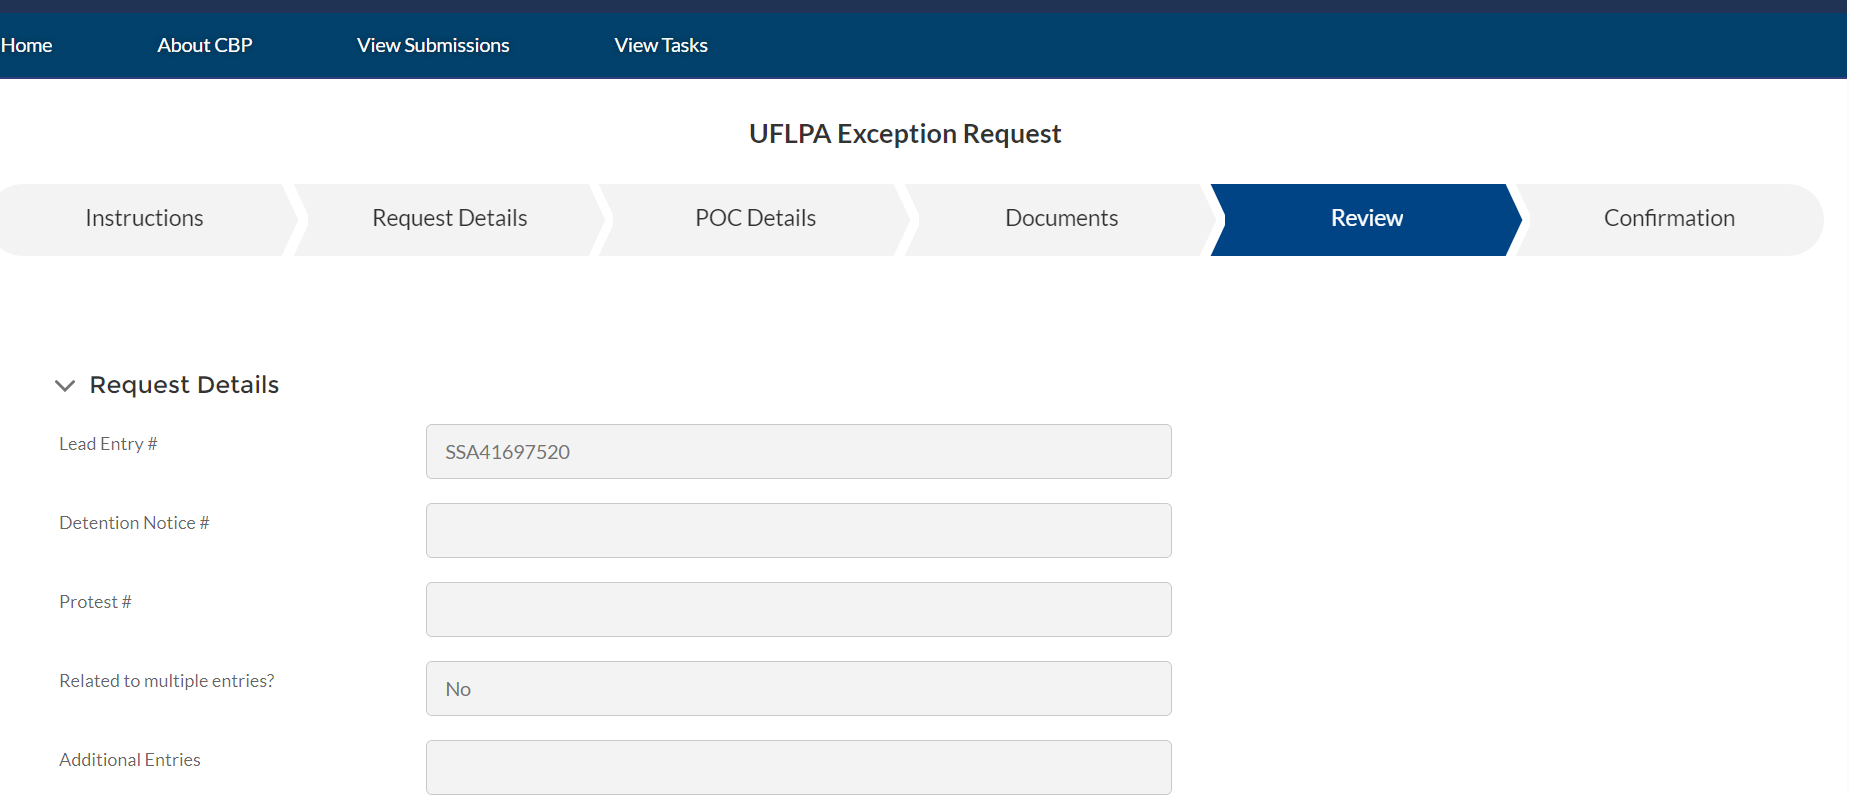 Home About CBP View Submissions View Tasks
UFLPA Exception Request
Instructions Request Details POC Details Documents Review Confirmation
Request Details
Lead Entry # SSA41697520
Detention Notice #
Protest #
Related to multiple entries? No
Additional Entries